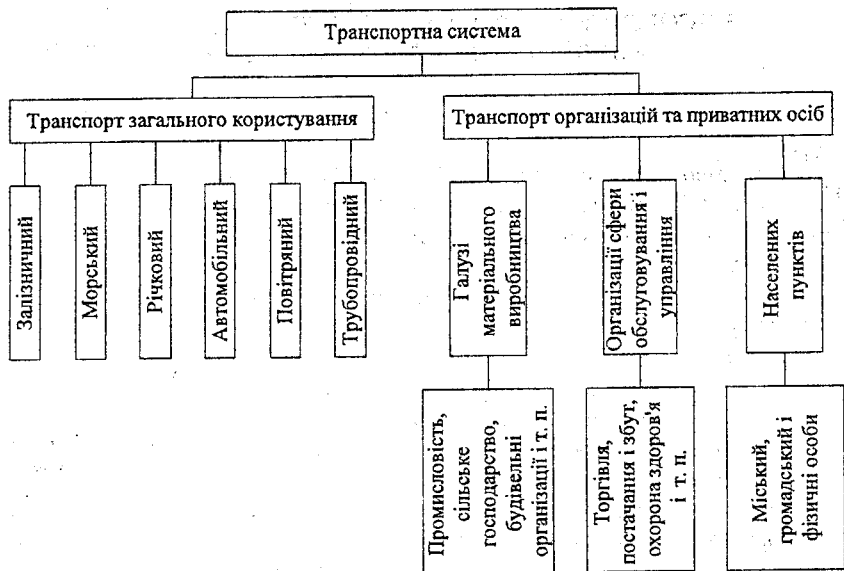 Транспортна система
Транспорт загального користування
Транспорт організацій та приватних осіб
Залізничний
Морський
Річковий
Автомобільний
Повітряний
Трубопровідний
Галузі
матеріального
виробництва
Організації сфери
обслуговування і
управління
Населених
пунктів
Промисловість,
сільське
господарство,
будівельні
організації і т. п.
Торгівля,
постачання і збут,
охорона здоров'я
і т. п.
Міський,
громадський і
фізичні особи